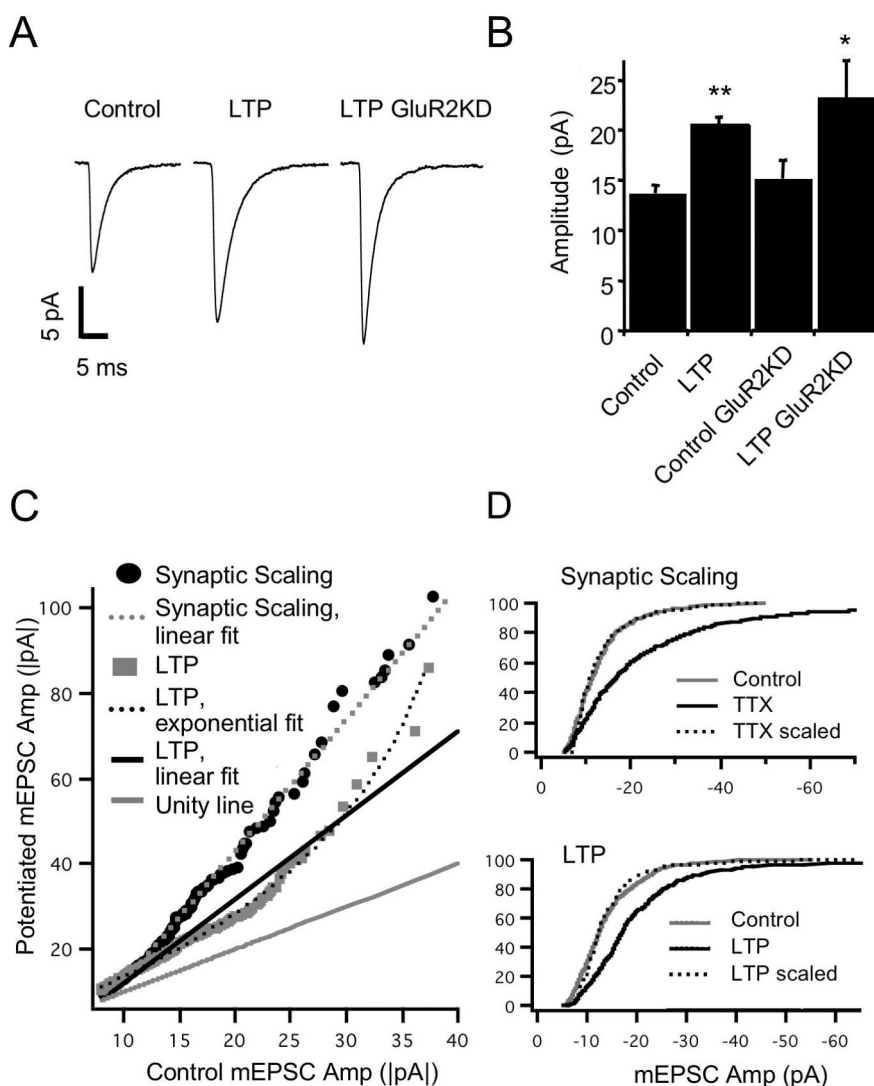 A
Control
LTP
LTP GluR2KD
5 pA
5 ms
B
Amplitude (pA)
25
20
15
10
5
0
**
*
Control
LTP
Control GluR2KD
LTP GluR2KD
C
Potentiated mEPSC Amp (|pA|)
100
80
60
40
20
Synaptic Scaling
Synaptic Scaling,
linear fit
LTP
LTP,
exponential fit
LTP,
linear fit
Unity line
10
15
20
25
30
35
40
Control mEPSC Amp (|pA|)
D
Synaptic Scaling
100
80
60
40
20
0
Control
TTX
TTX scaled
0
-20
-40
-60
LTP
100
80
60
40
20
0
Control
LTP
LTP scaled
0
-10
-20
-30
-40
-50
-60
mEPSC Amp (pA)